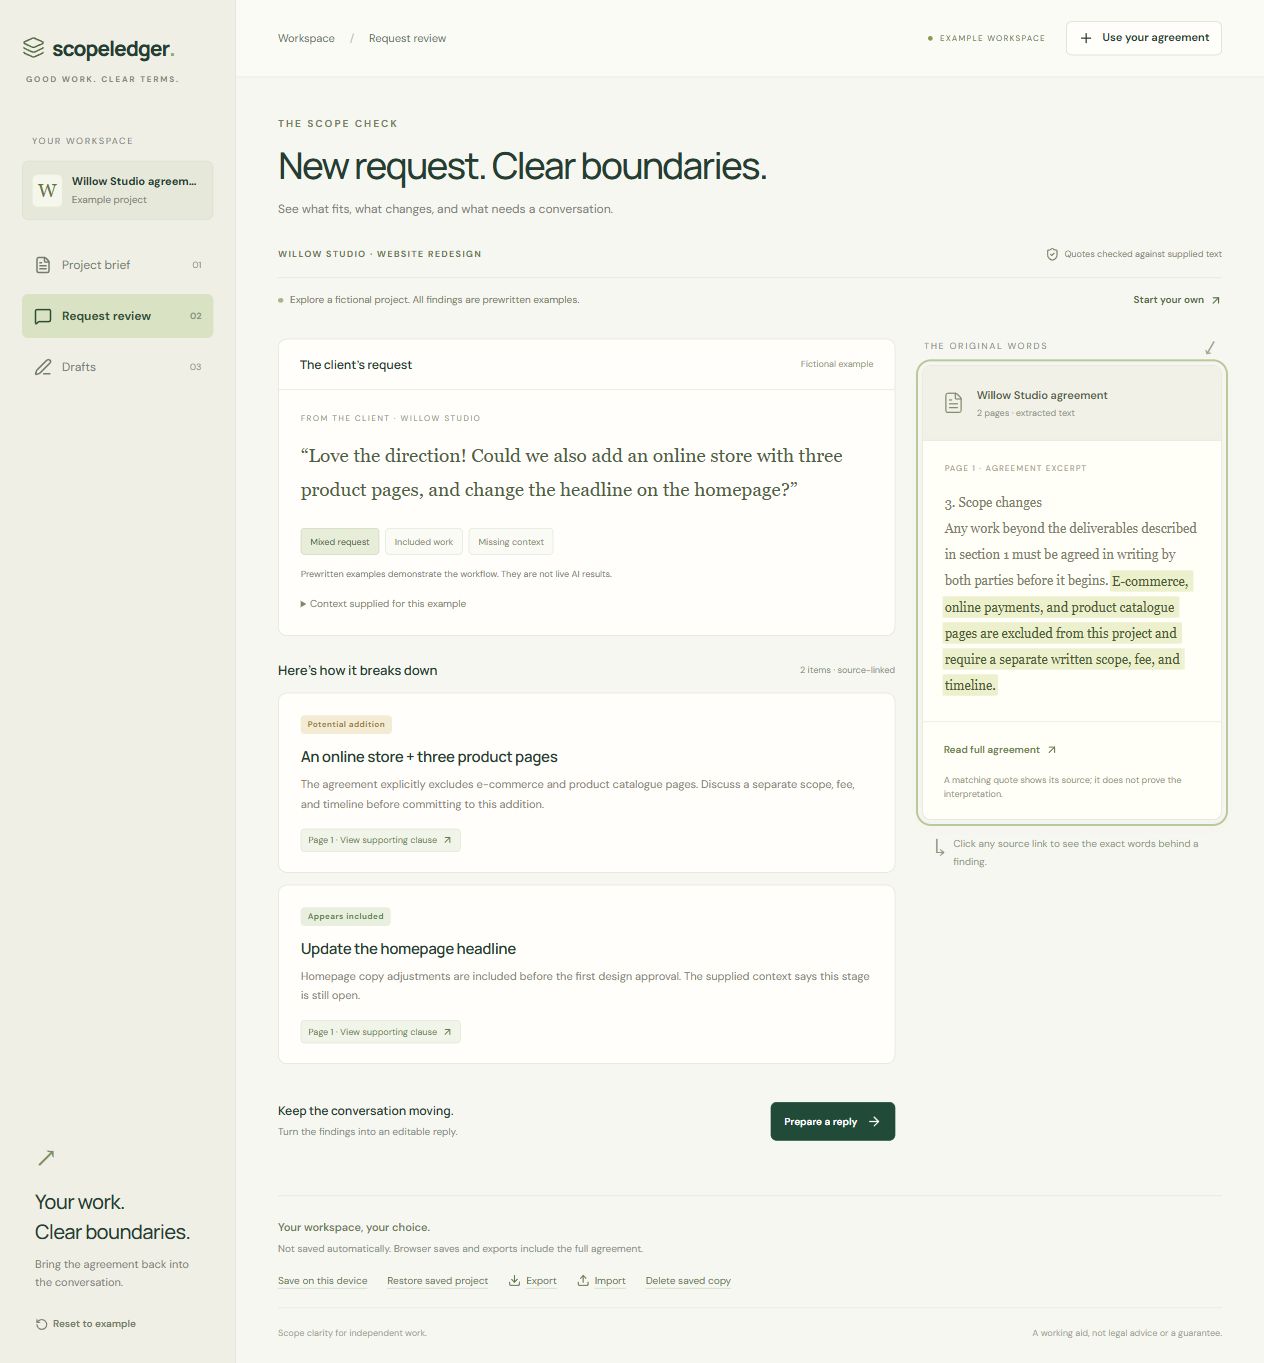 scopeledger.
GOOD WORK. CLEAR TERMS.
YOUR WORKSPACE
W
Willow Studio agreem...
Example project
Project brief 01
Request review 02
Drafts 03
Your work.
Clear boundaries.
Bring the agreement back into
the conversation.
Reset to example
Workspace / Request review
EXAMPLE WORKSPACE
Use your agreement
THE SCOPE CHECK
New request. Clear boundaries.
See what fits, what changes, and what needs a conversation.
WILLOW STUDIO · WEBSITE REDESIGN
Quotes checked against supplied text
Explore a fictional project. All findings are prewritten examples.
Start your own
The client's request
Fictional example
FROM THE CLIENT · WILLOW STUDIO
“Love the direction! Could we also add an online store with three
product pages, and change the headline on the homepage?”
Mixed request
Included work
Missing context
Prewritten examples demonstrate the workflow. They are not live AI results.
Context supplied for this example
Here's how it breaks down
2 items · source-linked
Potential addition
An online store + three product pages
The agreement explicitly excludes e-commerce and product catalogue pages. Discuss a separate scope, fee,
and timeline before committing to this addition.
Page 1 · View supporting clause
Appears included
Update the homepage headline
Homepage copy adjustments are included before the first design approval. The supplied context says this stage
is still open.
Page 1 · View supporting clause
Keep the conversation moving.
Turn the findings into an editable reply.
Prepare a reply
THE ORIGINAL WORDS
Willow Studio agreement
2 pages · extracted text
PAGE 1 · AGREEMENT EXCERPT
3. Scope changes
Any work beyond the deliverables described
in section 1 must be agreed in writing by
both parties before it begins. E-commerce,
online payments, and product catalogue
pages are excluded from this project and
require a separate written scope, fee, and
timeline.
Read full agreement
A matching quote shows its source; it does not prove the
interpretation.
Click any source link to see the exact words behind a
finding.
Your workspace, your choice.
Not saved automatically. Browser saves and exports include the full agreement.
Save on this device
Restore saved project
Export
Import
Delete saved copy
Scope clarity for independent work.
A working aid, not legal advice or a guarantee.